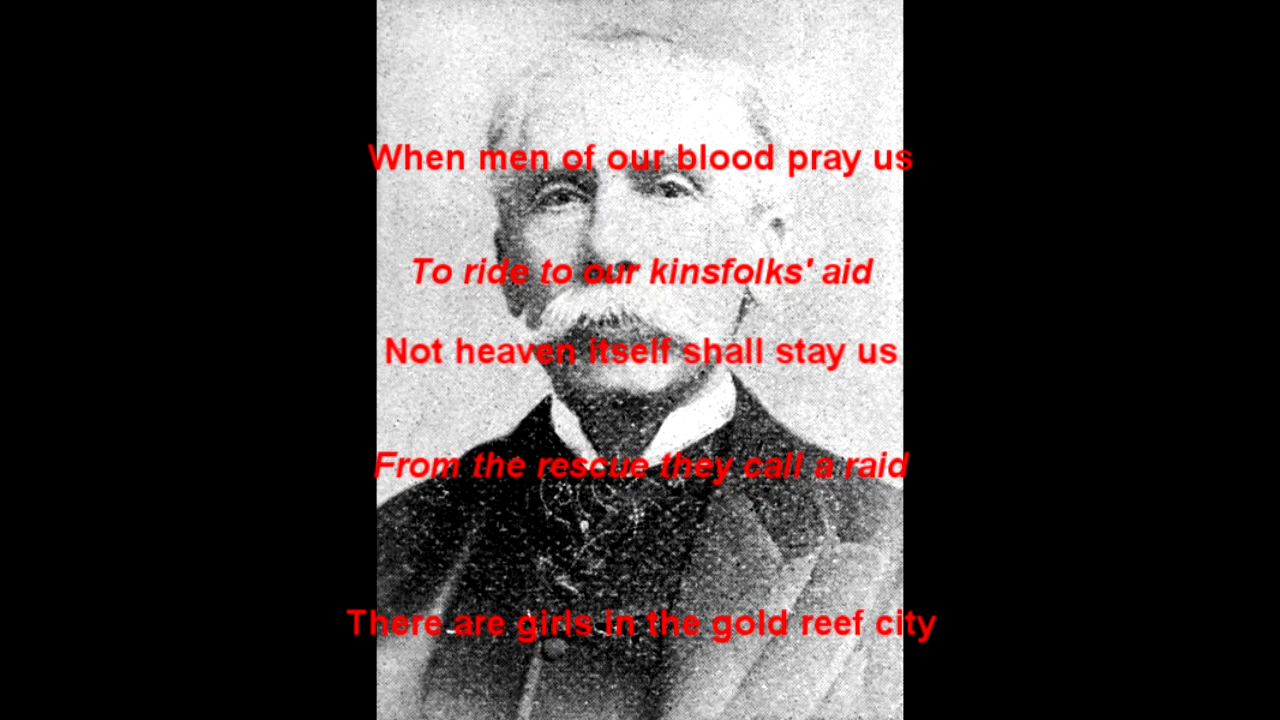 When men of our blood pray us
To ride to our kinsfolks' aid
Not heaven itself shall stay us
From the rescue they call a raid
There are girls in the gold reef city